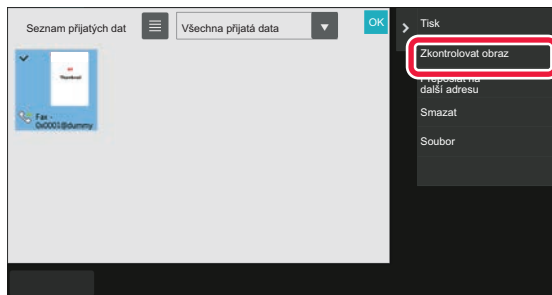 Seznam přijatých dat
Všechna přijatá data
OK
Thumbnail
Fax -
0x0001@dummy
Tisk
Zkontrolovat obraz
Přeposlat na
další adresu
Smazat
Soubor